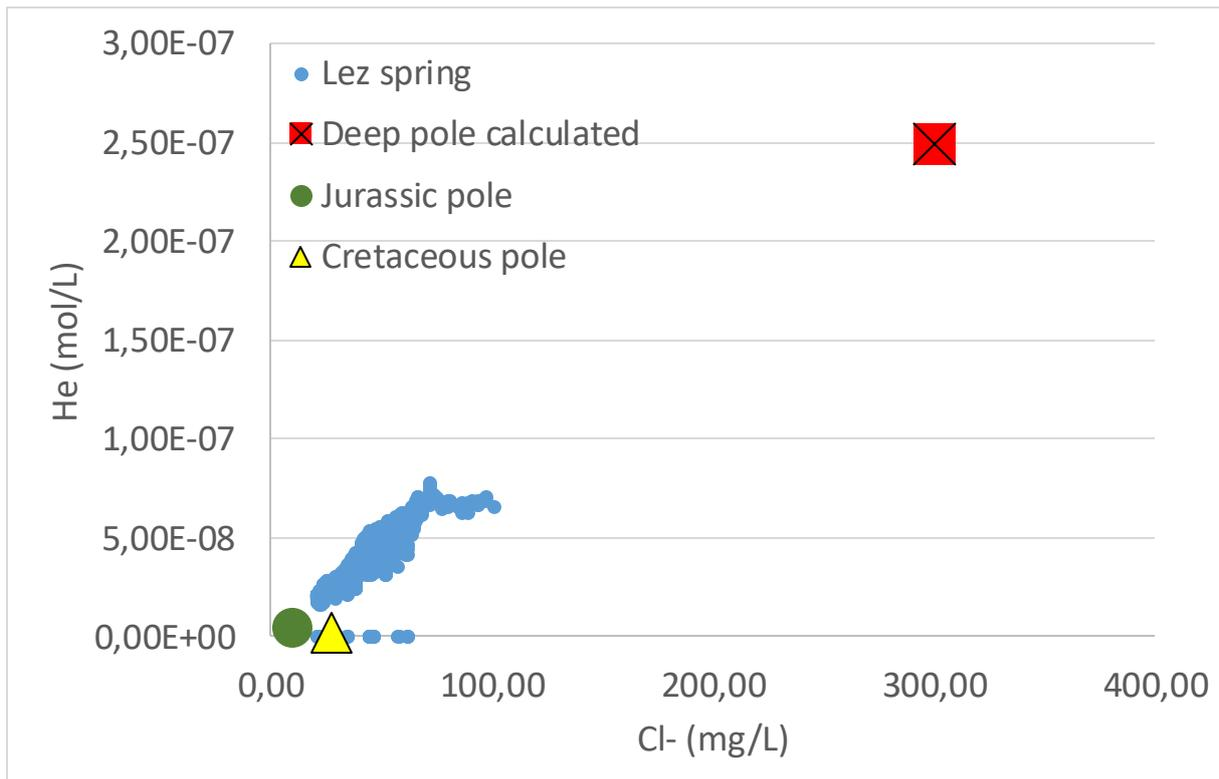 3,00E-07
2,50E-07
2,00E-07
1,50E-07
1,00E-07
5,00E-08
0,00E+00
He (mol/L)
Lez spring
Deep pole calculated
Jurassic pole
Cretaceous pole
0,00
100,00
200,00
300,00
400,00
Cl- (mg/L)